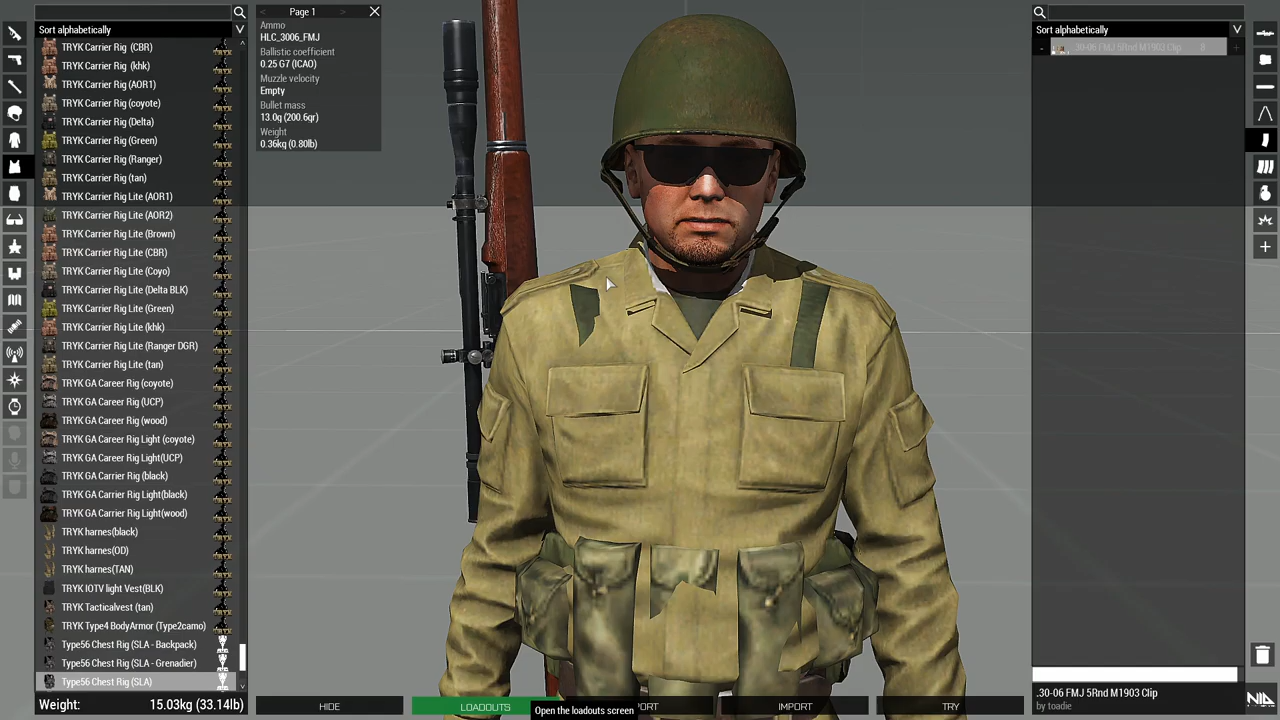 Sort alphabetically
TRYK Carrier Rig (CBR)
TRYK Carrier Rig (khk)
TRYK Carrier Rig (AOR1)
TRYK Carrier Rig (coyote)
TRYK Carrier Rig (Delta)
TRYK Carrier Rig (Green)
TRYK Carrier Rig (Ranger)
TRYK Carrier Rig (tan)
TRYK Carrier Rig Lite (AOR1)
TRYK Carrier Rig Lite (AOR2)
TRYK Carrier Rig Lite (Brown)
TRYK Carrier Rig Lite (CBR)
TRYK Carrier Rig Lite (Coyo)
TRYK Carrier Rig Lite (Delta BLK)
TRYK Carrier Rig Lite (Green)
TRYK Carrier Rig Lite (khk)
TRYK Carrier Rig Lite (Ranger DGR)
TRYK Carrier Rig Lite (tan)
TRYK GA Career Rig (coyote)
TRYK GA Career Rig (UCP)
TRYK GA Career Rig (wood)
TRYK GA Career Rig Light (coyote)
TRYK GA Career Rig Light(UCP)
TRYK GA Carrier Rig (black)
TRYK GA Carrier Rig Light(black)
TRYK GA Carrier Rig Light(wood)
TRYK harnes(black)
TRYK harnes(OD)
TRYK harnes(TAN)
TRYK IOTV light Vest(BLK)
TRYK Tacticalvest (tan)
TRYK Type4 BodyArmor (Type2camo)
Type56 Chest Rig (SLA - Backpack)
Type56 Chest Rig (SLA - Grenadier)
Type56 Chest Rig (SLA)
Weight: 15.03kg (33.14lb)
< Page 1 >
Ammo
HLC_3006_FMJ
Ballistic coefficient
0.25 G7 (ICAO)
Muzzle velocity
Empty
Bullet mass
13.0g (200.6gr)
Weight
0.36kg (0.80lb)
HIDE
LOADOUTS
PORT
IMPORT
TRY
Open the loadouts screen
Sort alphabetically
- .30-06 FMJ 5Rnd M1903 Clip 8 +
.30-06 FMJ 5Rnd M1903 Clip
by toadie